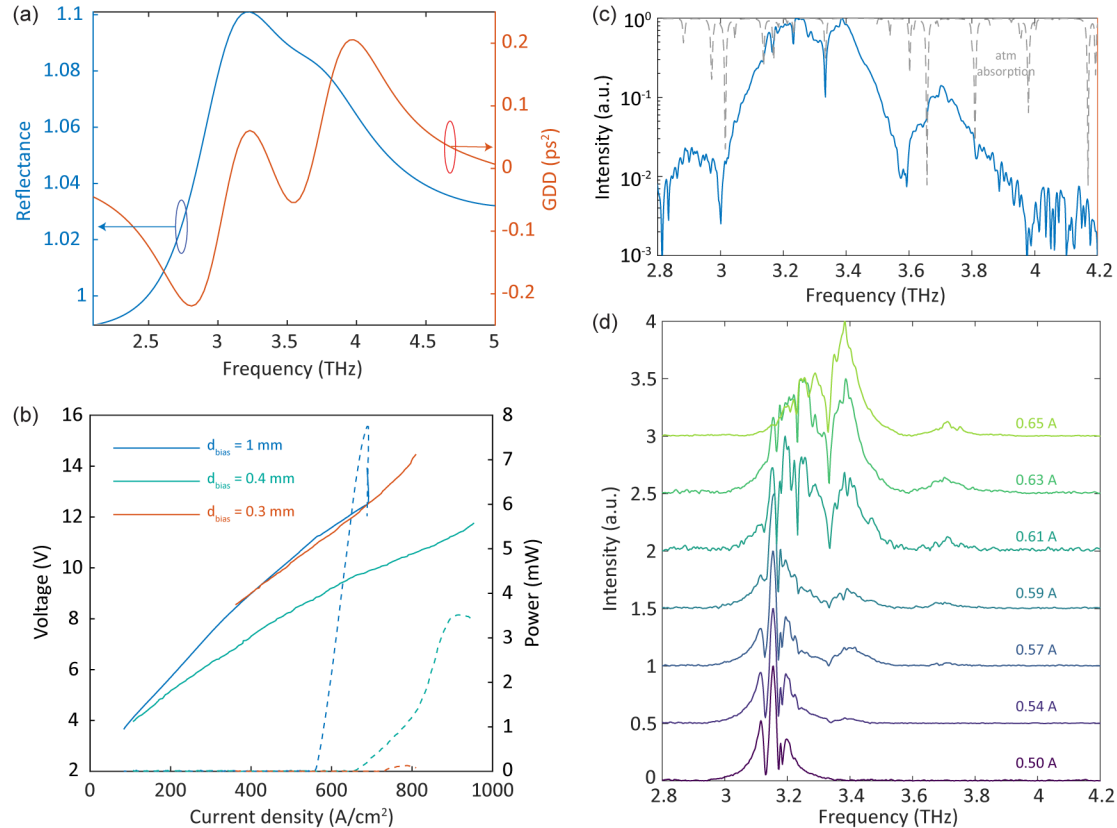 (a)
1.1
1.08
1.06
1.04
1.02
1
Reflectance
0.2
0.1
0
-0.1
-0.2
GDD (ps²)
2.5
3
3.5
4
4.5
5
Frequency (THz)
(b)
16
14
12
10
8
6
4
2
Voltage (V)
d_bias = 1 mm
d_bias = 0.4 mm
d_bias = 0.3 mm
8
7
6
5
4
3
2
1
0
Power (mW)
0
200
400
600
800
1000
Current density (A/cm²)
(c)
10⁰
10⁻¹
10⁻²
10⁻³
Intensity (a.u.)
atm
absorption
2.8
3
3.2
3.4
3.6
3.8
4
4.2
Frequency (THz)
(d)
4
3.5
3
2.5
2
1.5
1
0.5
0
Intensity (a.u.)
0.65 A
0.63 A
0.61 A
0.59 A
0.57 A
0.54 A
0.50 A
2.8
3
3.2
3.4
3.6
3.8
4
4.2
Frequency (THz)